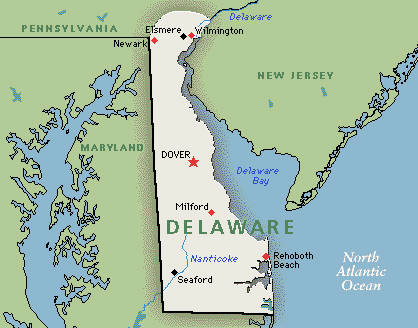 Delaware
PENNSYLVANIA
Elsmere
Wilmington
Newark
NEW JERSEY
MARYLAND
DOVER
Delaware
Bay
Milford
DELAWARE
Nanticoke
Rehoboth
Beach
North
Atlantic
Ocean
Seaford